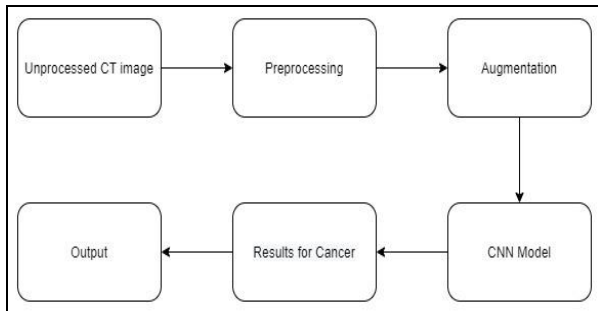 Unprocessed CT image
Preprocessing
Augmentation
CNN Model
Results for Cancer
Output